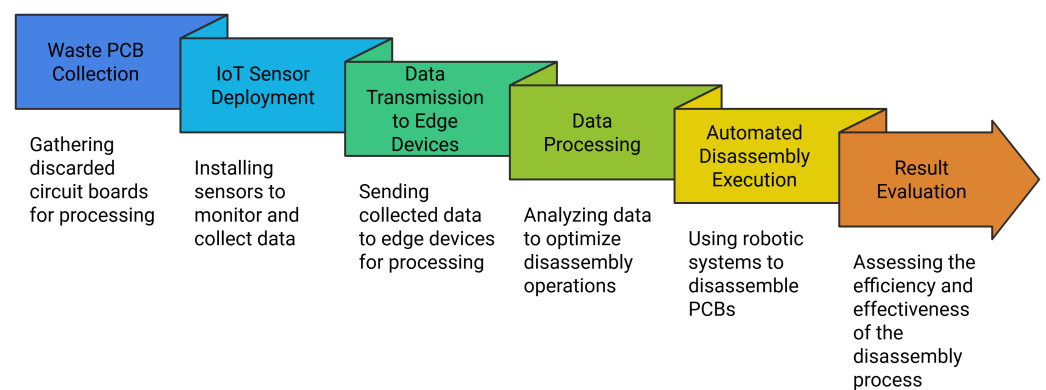 Waste PCB
Collection
Gathering
discarded
circuit boards
for processing
IoT Sensor
Deployment
Installing
sensors to
monitor and
collect data
Data
Transmission
to Edge
Devices
Sending
collected data
to edge devices
for processing
Data
Processing
Analyzing data
to optimize
disassembly
operations
Automated
Disassembly
Execution
Using robotic
systems to
disassemble
PCBs
Result
Evaluation
Assessing the
efficiency and
effectiveness
of the
disassembly
process